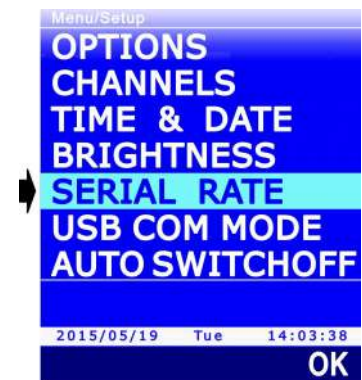 Menu/Setup
OPTIONS
CHANNELS
TIME & DATE
BRIGHTNESS
SERIAL RATE
USB COM MODE
AUTO SWITCHOFF
2015/05/19 Tue 14:03:38
OK